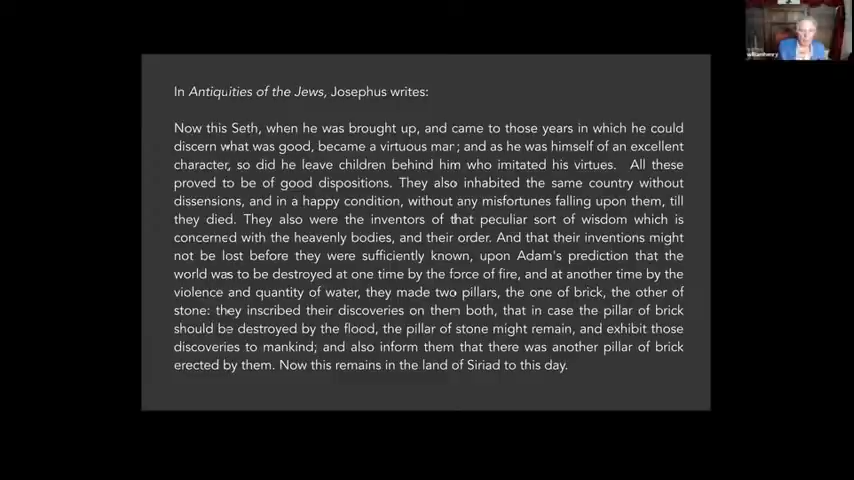 In Antiquities of the Jews, Josephus writes:
Now this Seth, when he was brought up, and came to those years in which he could
discern what was good, became a virtuous man; and as he was himself of an excellent
character, so did he leave children behind him who imitated his virtues. All these
proved to be of good dispositions. They also inhabited the same country without
dissensions, and in a happy condition, without any misfortunes falling upon them, till
they died. They also were the inventors of that peculiar sort of wisdom which is
concerned with the heavenly bodies, and their order. And that their inventions might
not be lost before they were sufficiently known, upon Adam's prediction that the
world was to be destroyed at one time by the force of fire, and at another time by the
violence and quantity of water, they made two pillars, the one of brick, the other of
stone: they inscribed their discoveries on them both, that in case the pillar of brick
should be destroyed by the flood, the pillar of stone might remain, and exhibit those
discoveries to mankind; and also inform them that there was another pillar of brick
erected by them. Now this remains in the land of Siriad to this day.